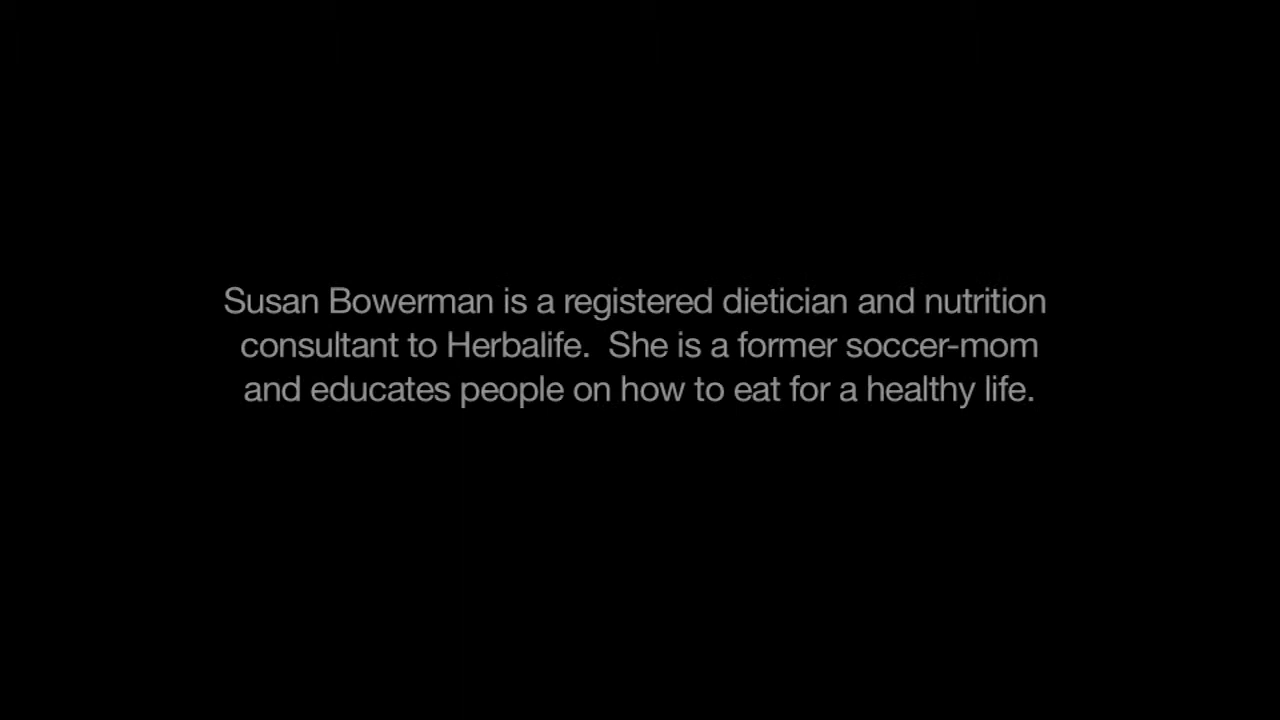 Susan Bowerman is a registered dietician and nutrition
consultant to Herbalife.  She is a former soccer-mom
and educates people on how to eat for a healthy life.